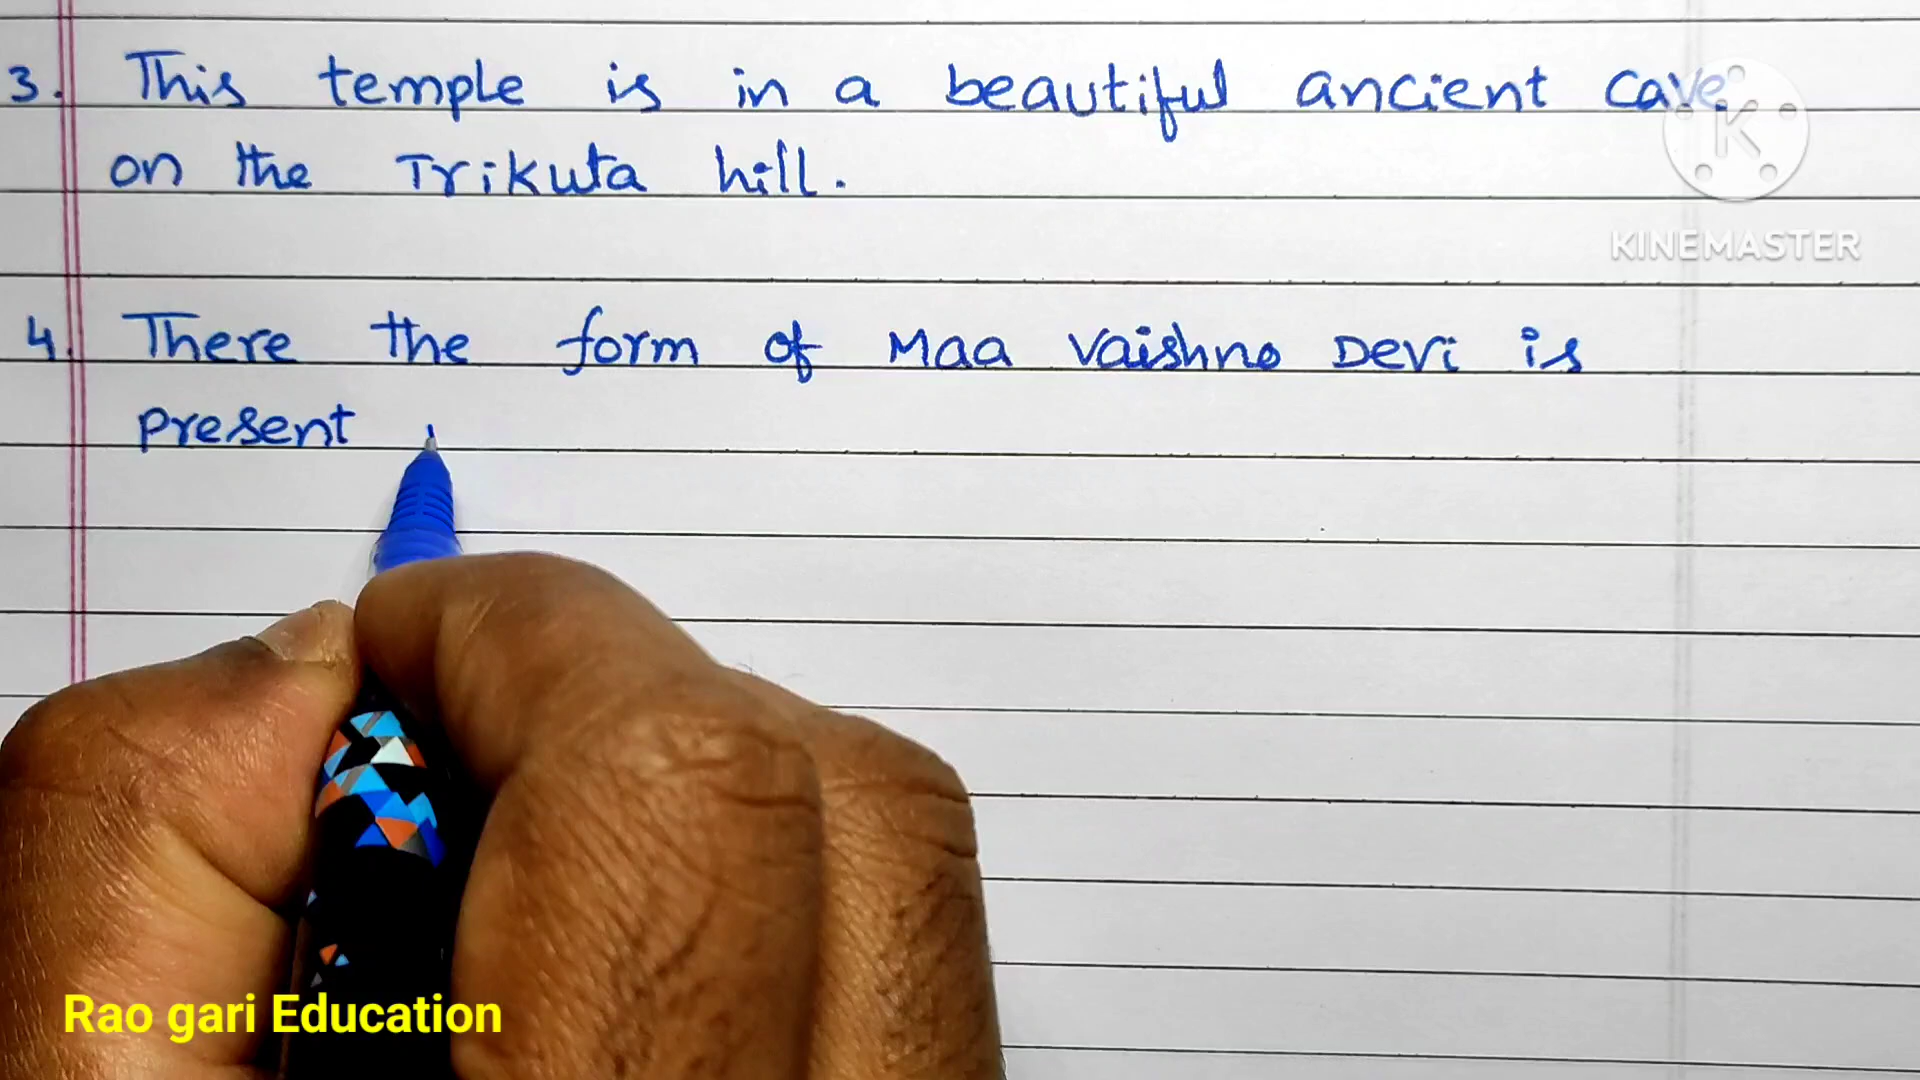 3. This temple is in a beautiful ancient cave
on the Trikuta hill.
4. There the form of Maa Vaishno Devi is
present
KINEMASTER
Rao gari Education